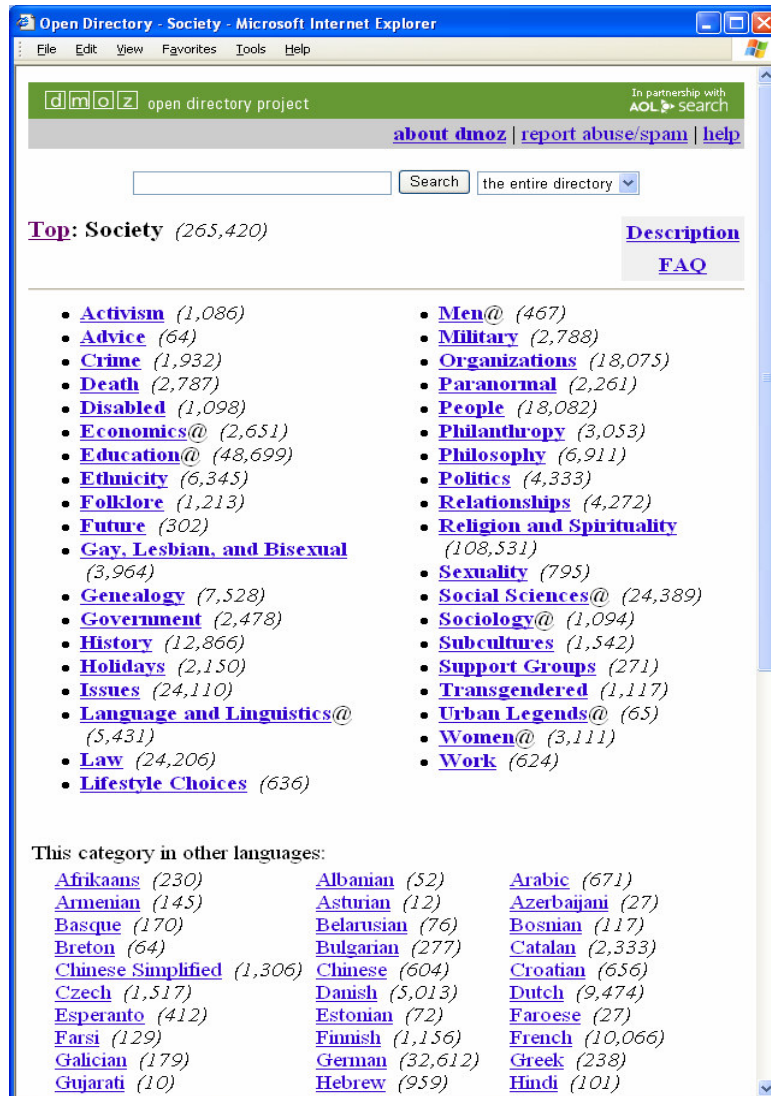 Open Directory - Society - Microsoft Internet Explorer
File Edit View Favorites Tools Help
dmoz open directory project
In partnership with
AOL search
about dmoz | report abuse/spam | help
Search the entire directory
Top: Society (265,420)
Description
FAQ
Activism (1,086)
Advice (64)
Crime (1,932)
Death (2,787)
Disabled (1,098)
Economics@ (2,651)
Education@ (48,699)
Ethnicity (6,345)
Folklore (1,213)
Future (302)
Gay, Lesbian, and Bisexual
(3,964)
Genealogy (7,528)
Government (2,478)
History (12,866)
Holidays (2,150)
Issues (24,110)
Language and Linguistics@
(5,431)
Law (24,206)
Lifestyle Choices (636)
Men@ (467)
Military (2,788)
Organizations (18,075)
Paranormal (2,261)
People (18,082)
Philanthropy (3,053)
Philosophy (6,911)
Politics (4,333)
Relationships (4,272)
Religion and Spirituality
(108,531)
Sexuality (795)
Social Sciences@ (24,389)
Sociology@ (1,094)
Subcultures (1,542)
Support Groups (271)
Transgendered (1,117)
Urban Legends@ (65)
Women@ (3,111)
Work (624)
This category in other languages:
Afrikaans (230) Albanian (52) Arabic (671)
Armenian (145) Asturian (12) Azerbaijani (27)
Basque (170) Belarusian (76) Bosnian (117)
Breton (64) Bulgarian (277) Catalan (2,333)
Chinese Simplified (1,306) Chinese (604) Croatian (656)
Czech (1,517) Danish (5,013) Dutch (9,474)
Esperanto (412) Estonian (72) Faroese (27)
Farsi (129) Finnish (1,156) French (10,066)
Galician (179) German (32,612) Greek (238)
Gujarati (10) Hebrew (959) Hindi (101)